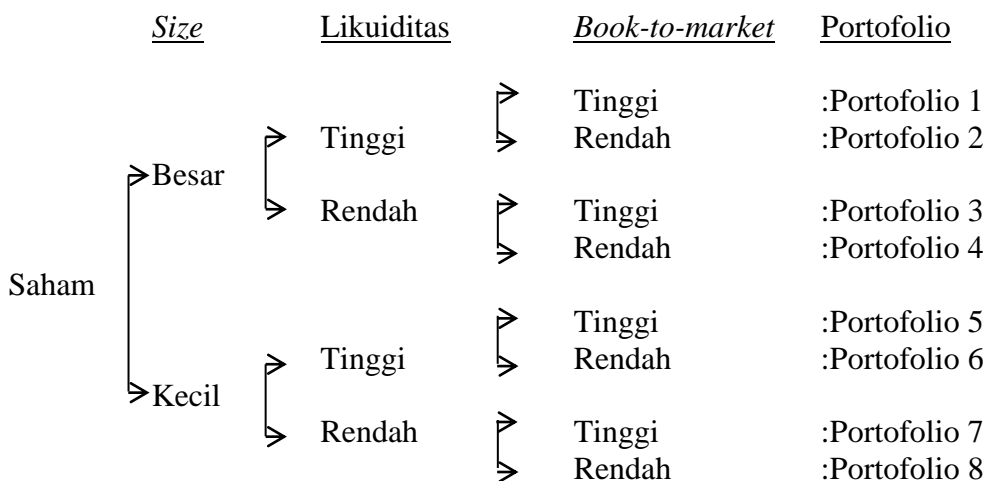 Size Likuiditas Book-to-market Portofolio
Tinggi :Portofolio 1
Tinggi Rendah :Portofolio 2
Besar
Rendah Tinggi :Portofolio 3
Rendah :Portofolio 4
Saham
Tinggi :Portofolio 5
Tinggi Rendah :Portofolio 6
Kecil
Rendah Tinggi :Portofolio 7
Rendah :Portofolio 8